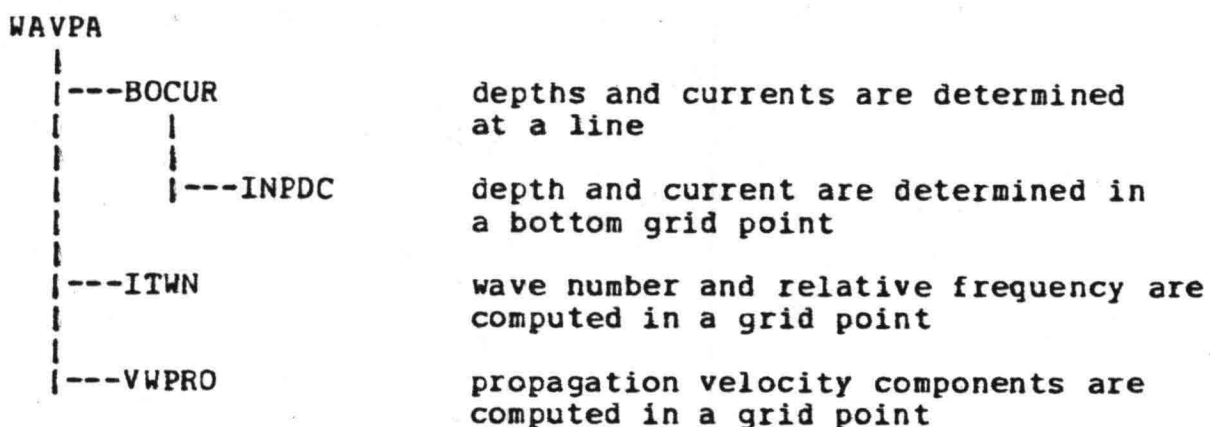 WAVPA
|
|---BOCUR depths and currents are determined
| | at a line
| |
| |---INPDC depth and current are determined in
| a bottom grid point
|
|---ITWN wave number and relative frequency are
| computed in a grid point
|
|---VWPRO propagation velocity components are
computed in a grid point